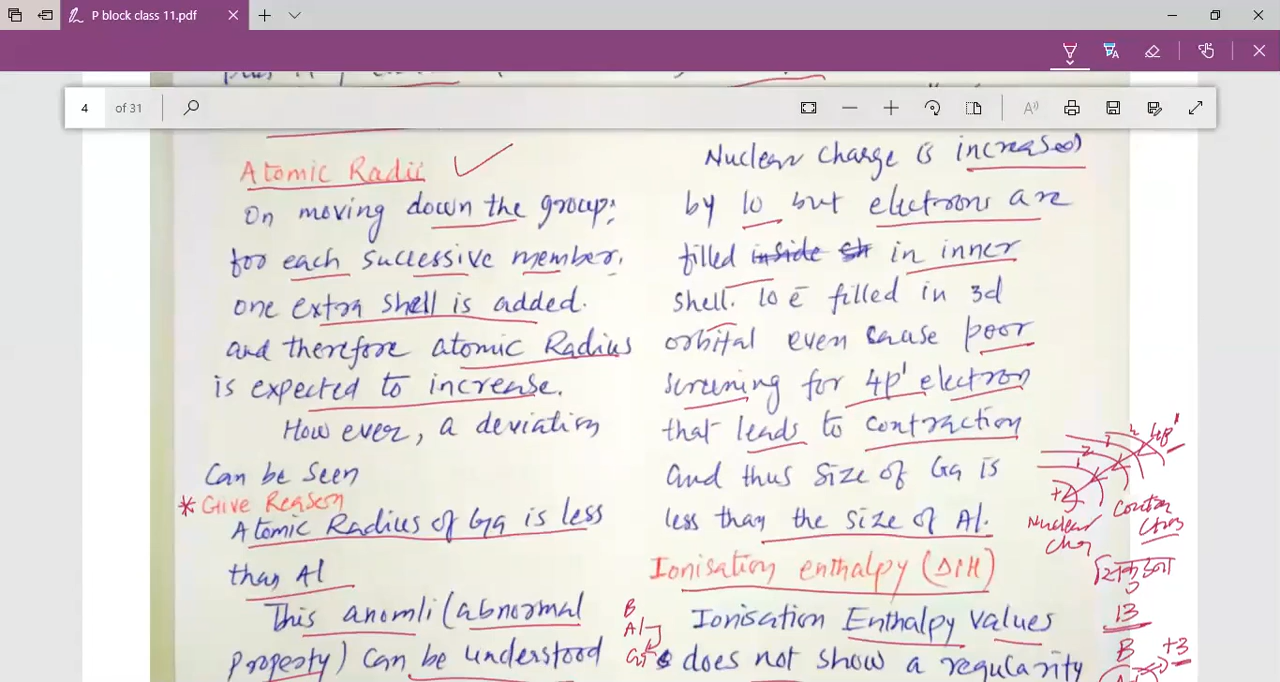 P block class 11.pdf
4 of 31
Atomic Radii
On moving down the group;
for each successive member.
one extra shell is added.
and therefore atomic Radius
is expected to increase.
However, a deviation
Can be seen
* Give Reason
Atomic Radius of Ga is less
than Al
This anomli (abnormal
Property) Can be understood
Nuclear Charge is increased
by 10 but electrons are
filled inside in inner
shell. 10 ē filled in 3d
orbital even cause poor
screening for 4p' electron
that leads to contraction
And thus size of Ga is
less than the size of Al.
Ionisation enthalpy (ΔiH)
Ionisation Enthalpy values
does not show a regularity
B
Al
Ga
1 2 3 4 4p'
Nuclear
13
B +3